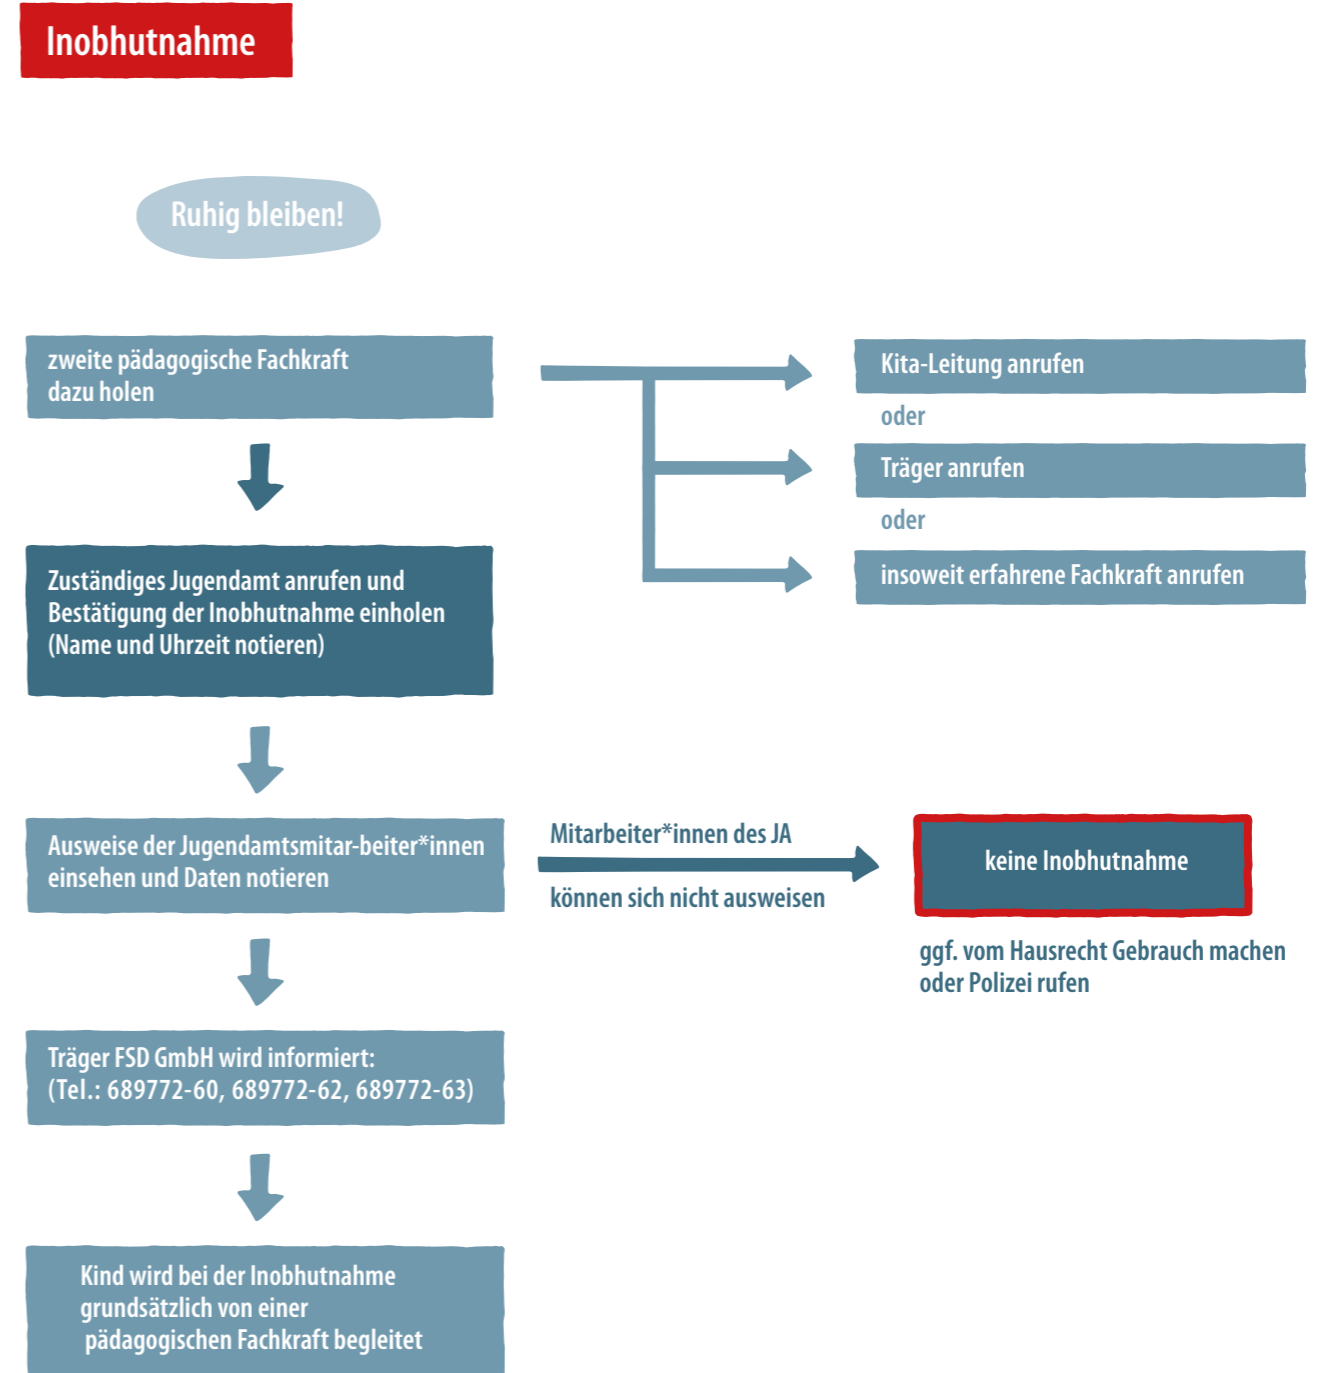 Inobhutnahme
Ruhig bleiben!
zweite pädagogische Fachkraft
dazu holen
Kita-Leitung anrufen
oder
Träger anrufen
oder
insoweit erfahrene Fachkraft anrufen
Zuständiges Jugendamt anrufen und
Bestätigung der Inobhutnahme einholen
(Name und Uhrzeit notieren)
Ausweise der Jugendamtsmitar-beiter*innen
einsehen und Daten notieren
Mitarbeiter*innen des JA
können sich nicht ausweisen
keine Inobhutnahme
ggf. vom Hausrecht Gebrauch machen
oder Polizei rufen
Träger FSD GmbH wird informiert:
(Tel.: 689772-60, 689772-62, 689772-63)
Kind wird bei der Inobhutnahme
grundsätzlich von einer
pädagogischen Fachkraft begleitet